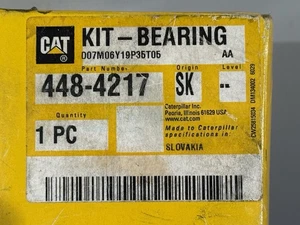 CAT KIT-BEARING
®
D07M06Y19P35T05 AA
Part Number Origin Level
448-4217 SK --
Quantity
1 PC
Caterpillar Inc.
Peoria, Illinois 61629 USA
www.cat.com
Made to Caterpillar
specifications in:
SLOVAKIA